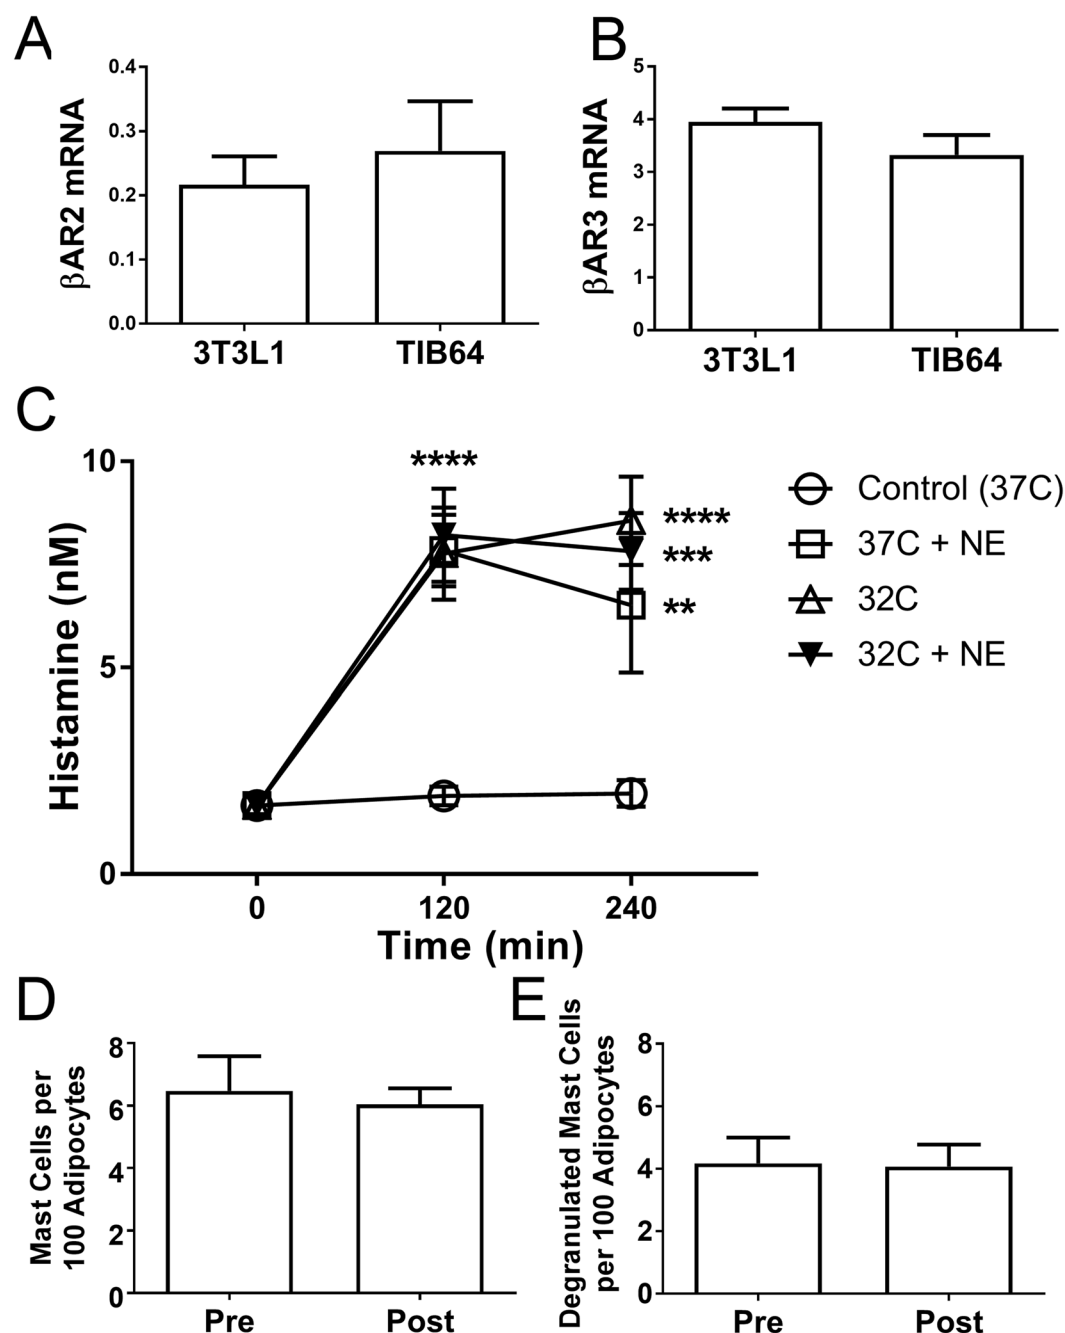 A
βAR2 mRNA
0.4
0.3
0.2
0.1
0.0
3T3L1
TIB64
B
βAR3 mRNA
5
4
3
2
1
0
3T3L1
TIB64
C
Histamine (nM)
10
5
0
****
****
***
**
0
120
240
Time (min)
Control (37C)
37C + NE
32C
32C + NE
D
Mast Cells per
100 Adipocytes
8
6
4
2
0
Pre
Post
E
Degranulated Mast Cells
per 100 Adipocytes
8
6
4
2
0
Pre
Post